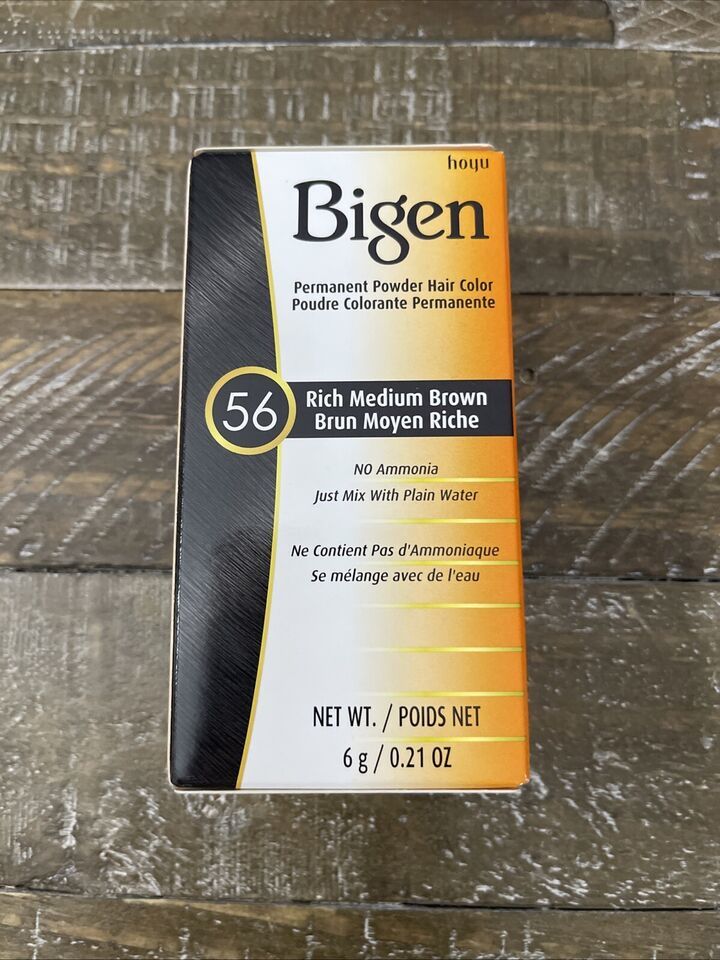 hoyu
Bigen
Permanent Powder Hair Color
Poudre Colorante Permanente
56
Rich Medium Brown
Brun Moyen Riche
NO Ammonia
Just Mix With Plain Water
Ne Contient Pas d'Ammoniaque
Se mélange avec de l'eau
NET WT. / POIDS NET
6 g / 0.21 OZ